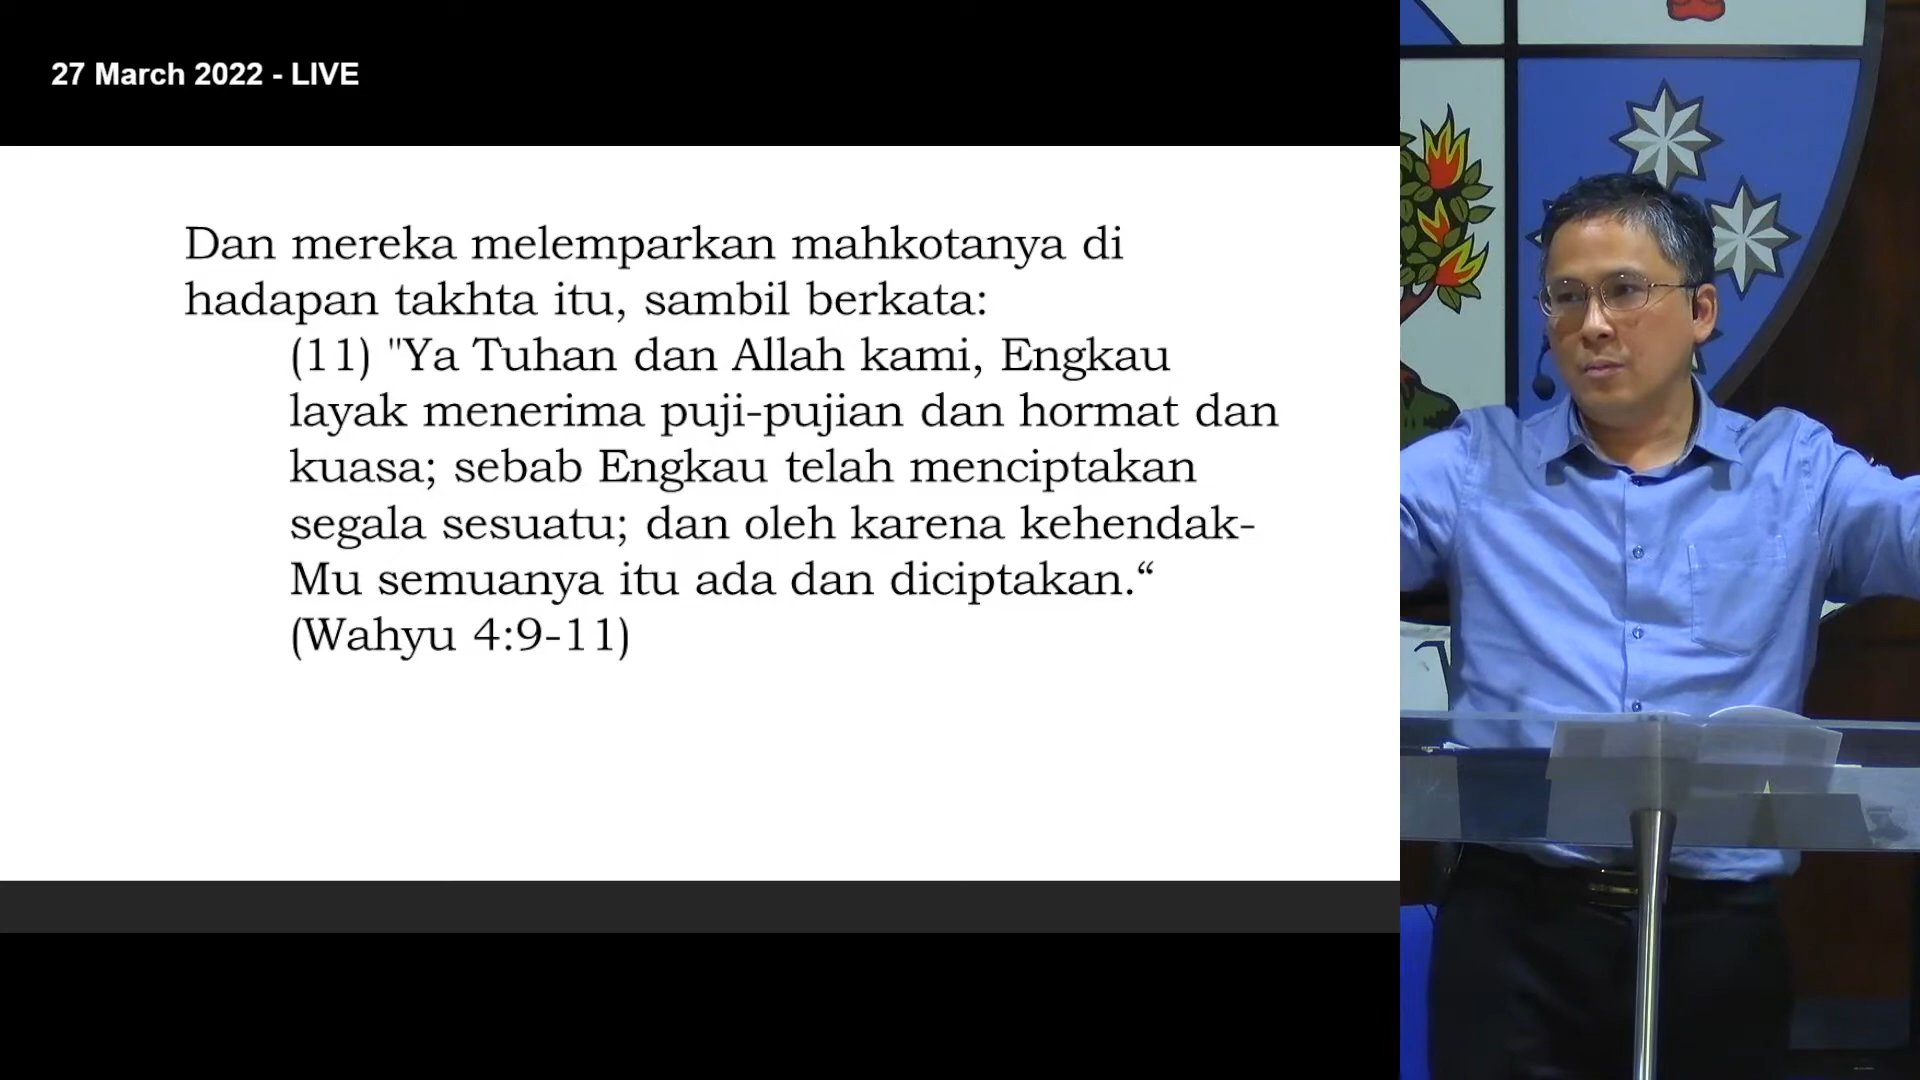 27 March 2022 - LIVE
Dan mereka melemparkan mahkotanya di
hadapan takhta itu, sambil berkata:
(11) "Ya Tuhan dan Allah kami, Engkau
layak menerima puji-pujian dan hormat dan
kuasa; sebab Engkau telah menciptakan
segala sesuatu; dan oleh karena kehendak-
Mu semuanya itu ada dan diciptakan.“
(Wahyu 4:9-11)